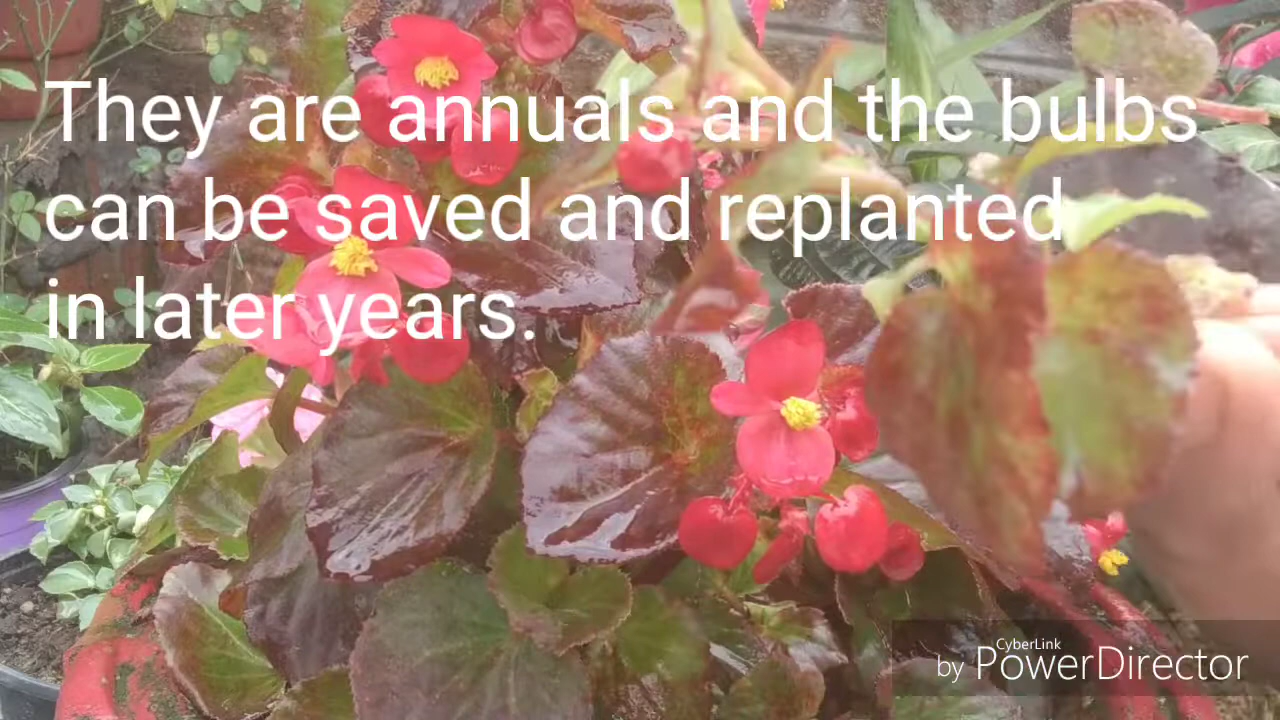 They are annuals and the bulbs
can be saved and replanted
in later years.
CyberLink
by PowerDirector